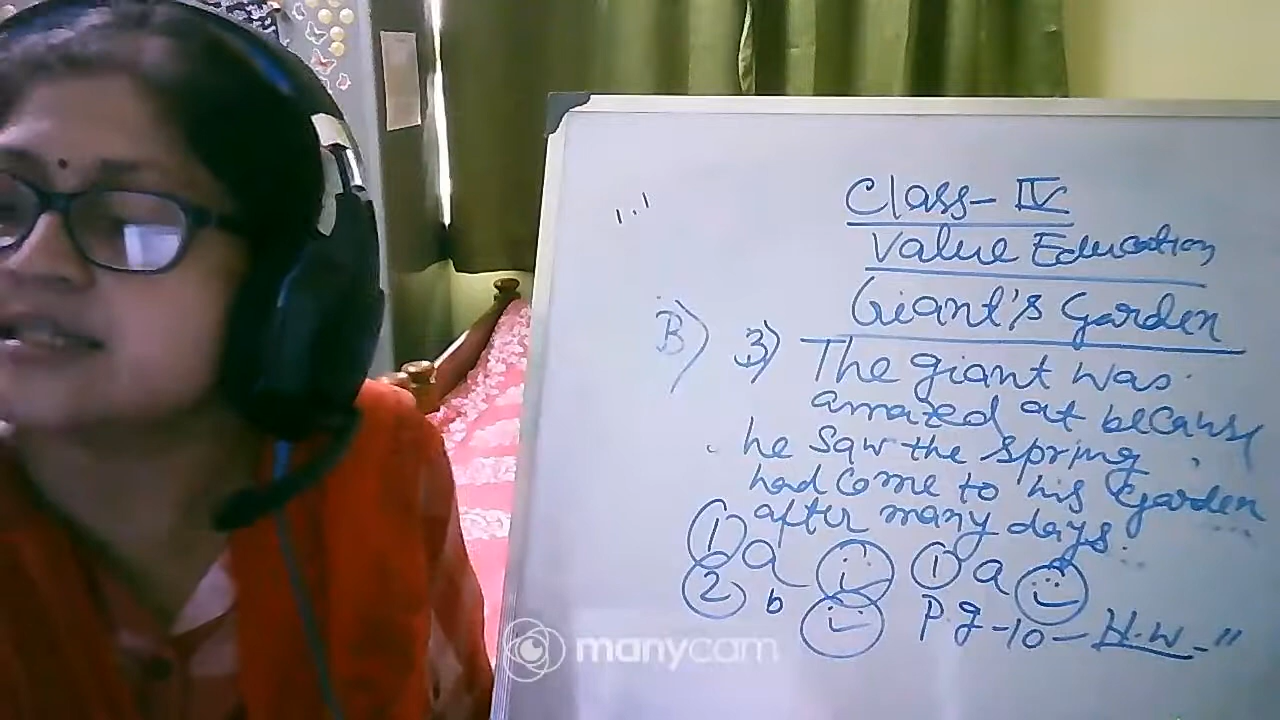 Class- IV
Value Education
Giant's Garden
B) 3) The giant was
amazed at because
he saw the spring
had come to his garden
after many days.
1 a 1 a
2 b Pg-10- H.W-"
manycam